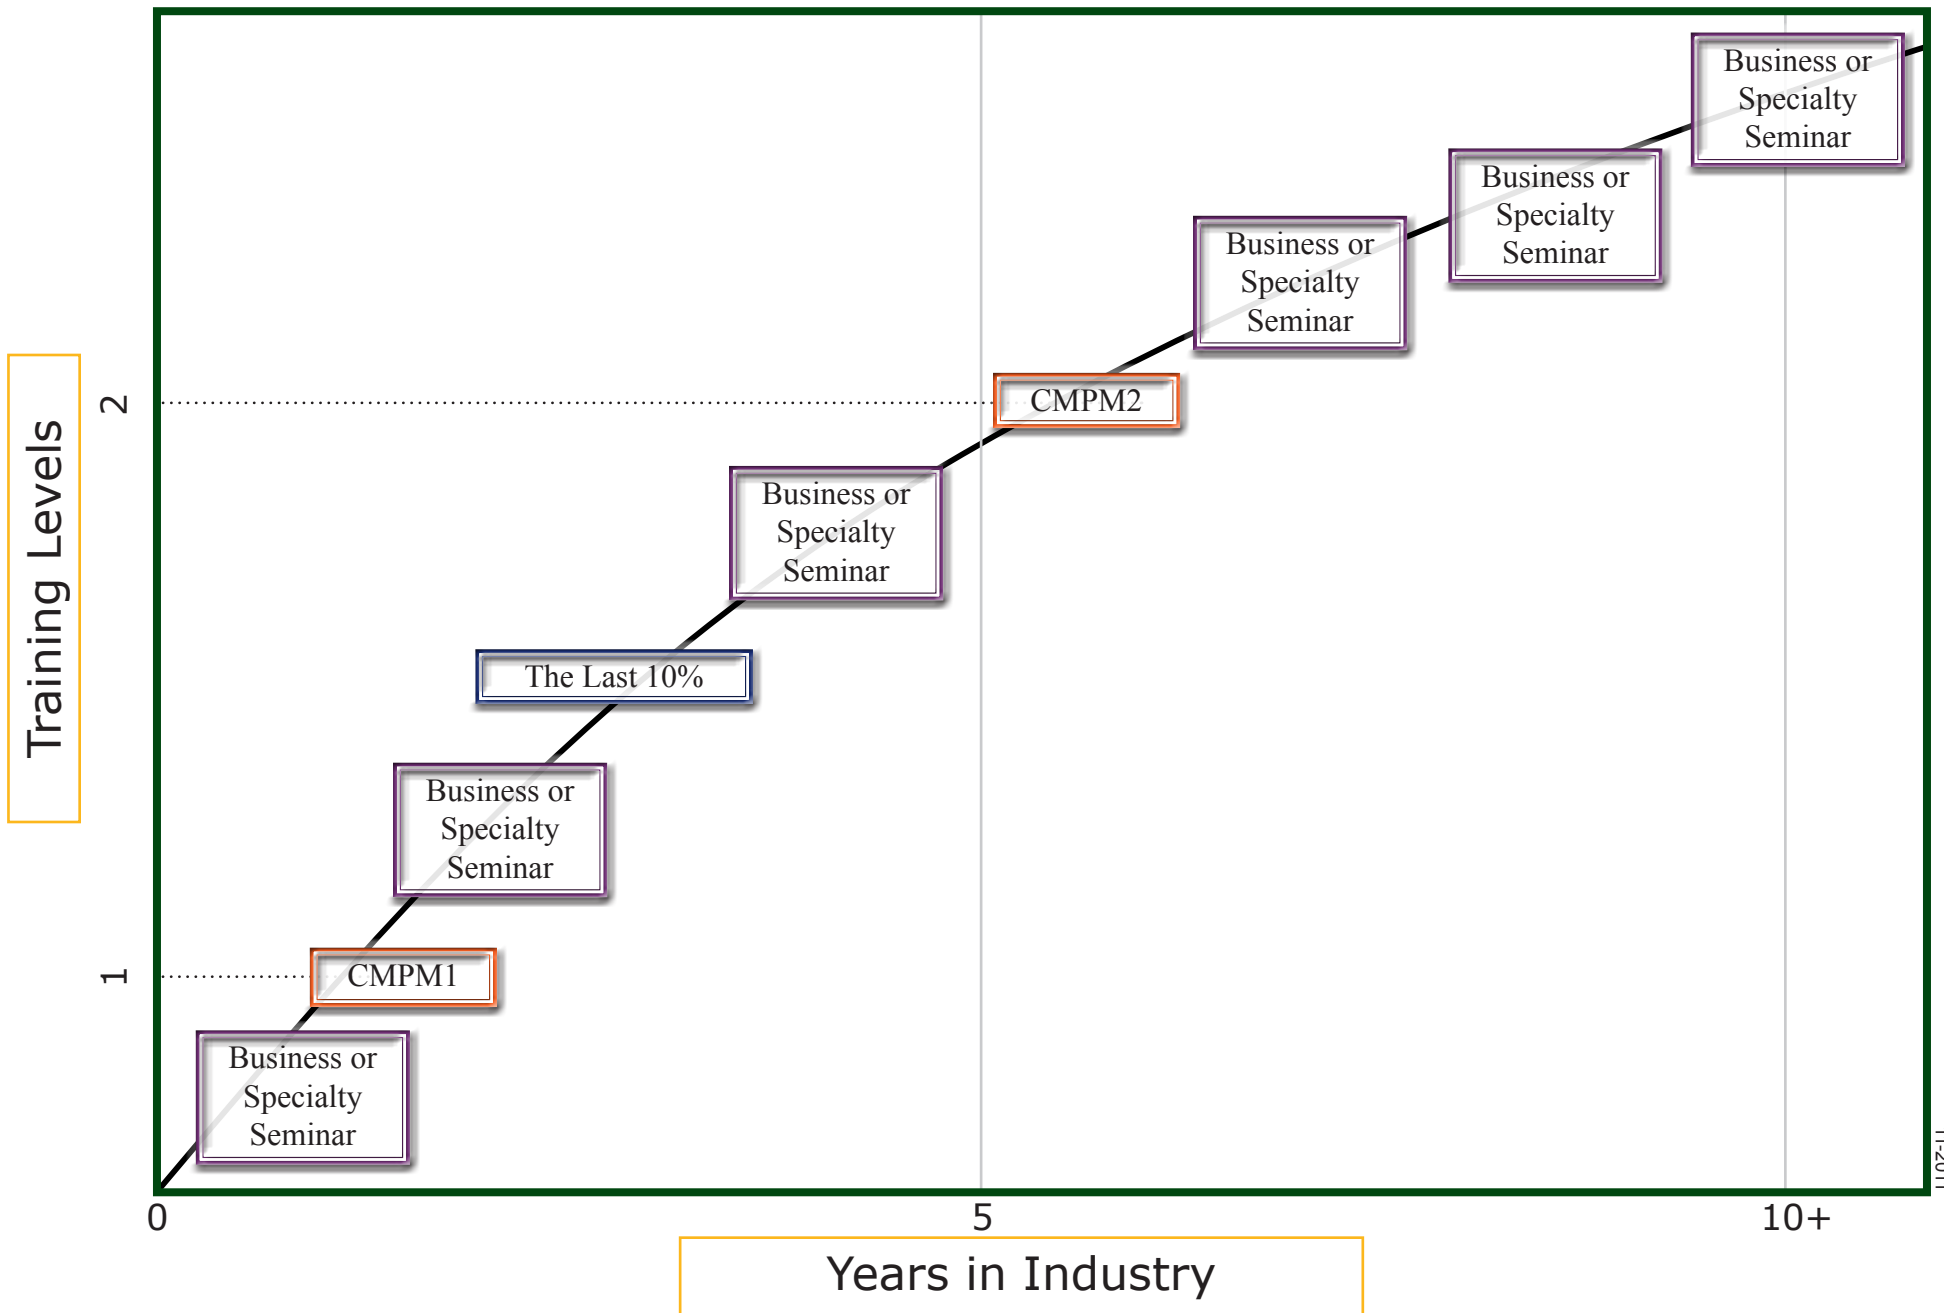 Business or
Specialty
Seminar
Business or
Specialty
Seminar
Business or
Specialty
Seminar
2
CMPM2
Business or
Specialty
Seminar
Training Levels
The Last 10%
Business or
Specialty
Seminar
1
CMPM1
Business or
Specialty
Seminar
0
5
10+
Years in Industry